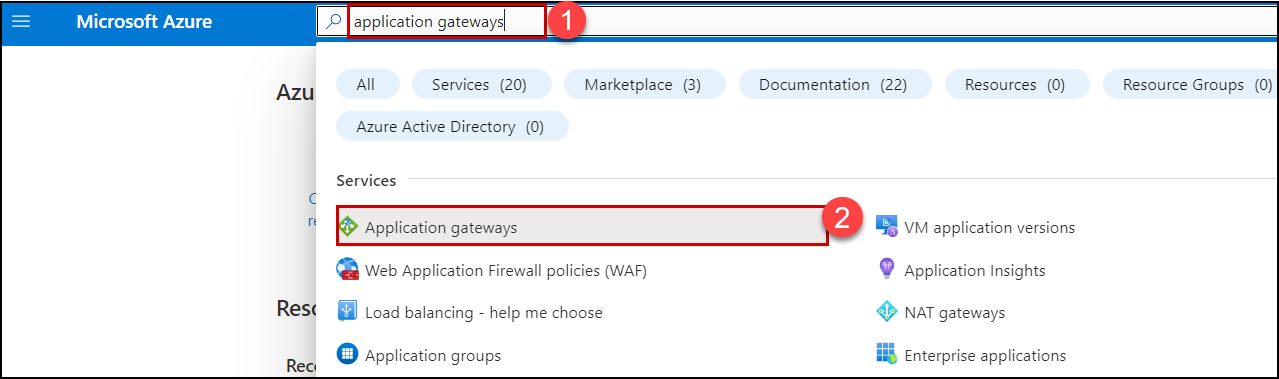 Microsoft Azure
application gateways
1
Azu
All
Services (20)
Marketplace (3)
Documentation (22)
Resources (0)
Resource Groups (0)
Azure Active Directory (0)
Services
Application gateways
2
VM application versions
Web Application Firewall policies (WAF)
Application Insights
Load balancing - help me choose
NAT gateways
Application groups
Enterprise applications
C
re
Reso
Rece